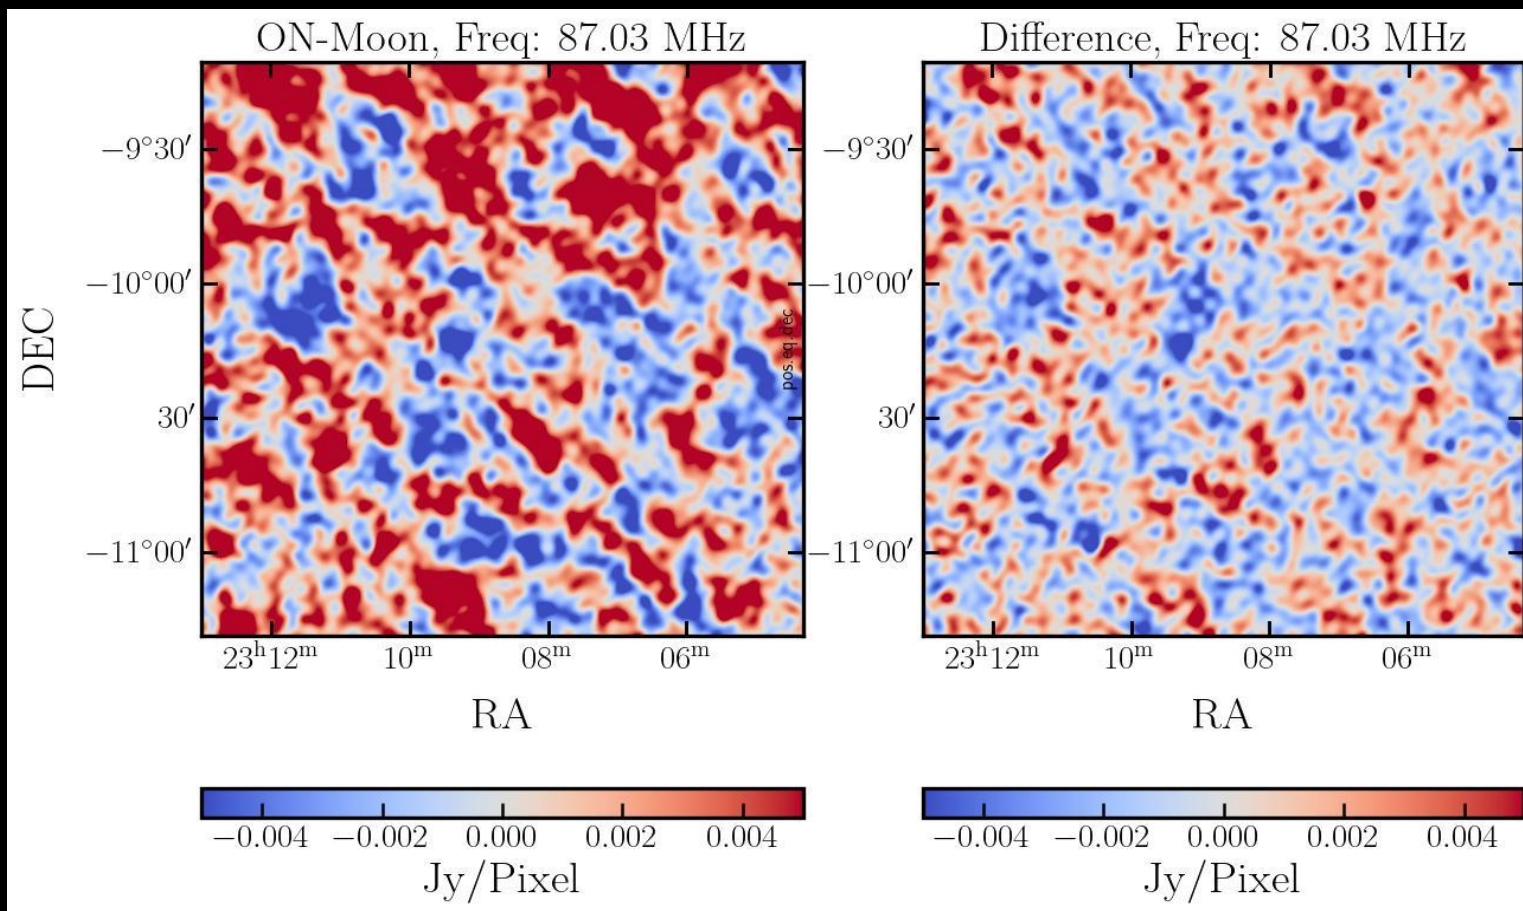 ON-Moon, Freq: 87.03 MHz
Difference, Freq: 87.03 MHz
DEC
−9°30′
−10°00′
30′
−11°00′
pos.eq.dec
−9°30′
−10°00′
30′
−11°00′
23ʰ12ᵐ 10ᵐ 08ᵐ 06ᵐ
23ʰ12ᵐ 10ᵐ 08ᵐ 06ᵐ
RA
RA
−0.004 −0.002 0.000 0.002 0.004
−0.004 −0.002 0.000 0.002 0.004
Jy/Pixel
Jy/Pixel